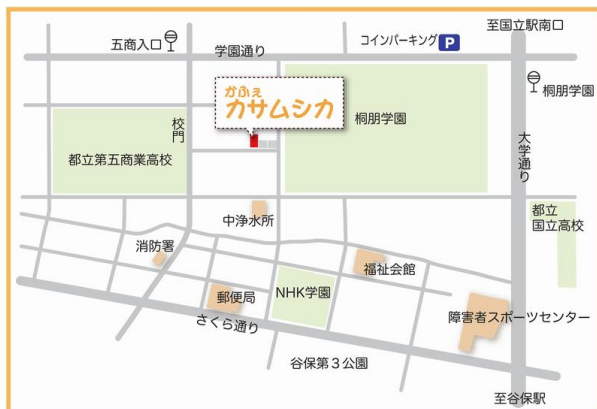 至国立駅南口
五商入口
学園通り
コインパーキング P
桐朋学園
かふぇ
カサムシカ
校門
桐朋学園
都立第五商業高校
大学通り
都立
国立高校
中浄水所
消防署
福祉会館
郵便局
NHK学園
障害者スポーツセンター
さくら通り
谷保第3公園
至谷保駅